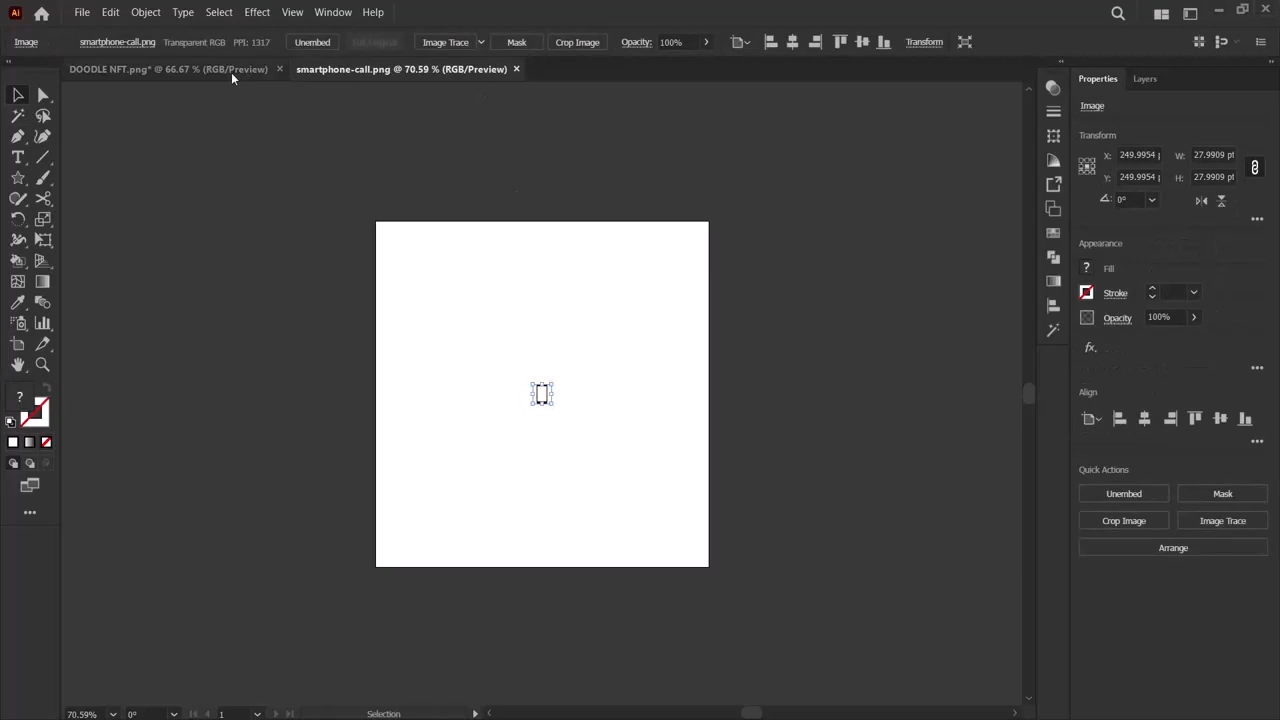 Ai File Edit Object Type Select Effect View Window Help
Image smartphone-call.png Transparent RGB PPI: 1317 Unembed Edit Original Image Trace Mask Crop Image Opacity: 100% Transform
DOODLE NFT.png* @ 66.67 % (RGB/Preview) × smartphone-call.png @ 70.59 % (RGB/Preview) ×
Properties Layers
Image
Transform
X: 249.9954 p W: 27.9909 pt
Y: 249.9954 p H: 27.9909 pt
0°
Appearance
? Fill
Stroke
Opacity 100%
fx.
Align
?
Quick Actions
Unembed Mask
Crop Image Image Trace
Arrange
70.59% 0° 1 Selection